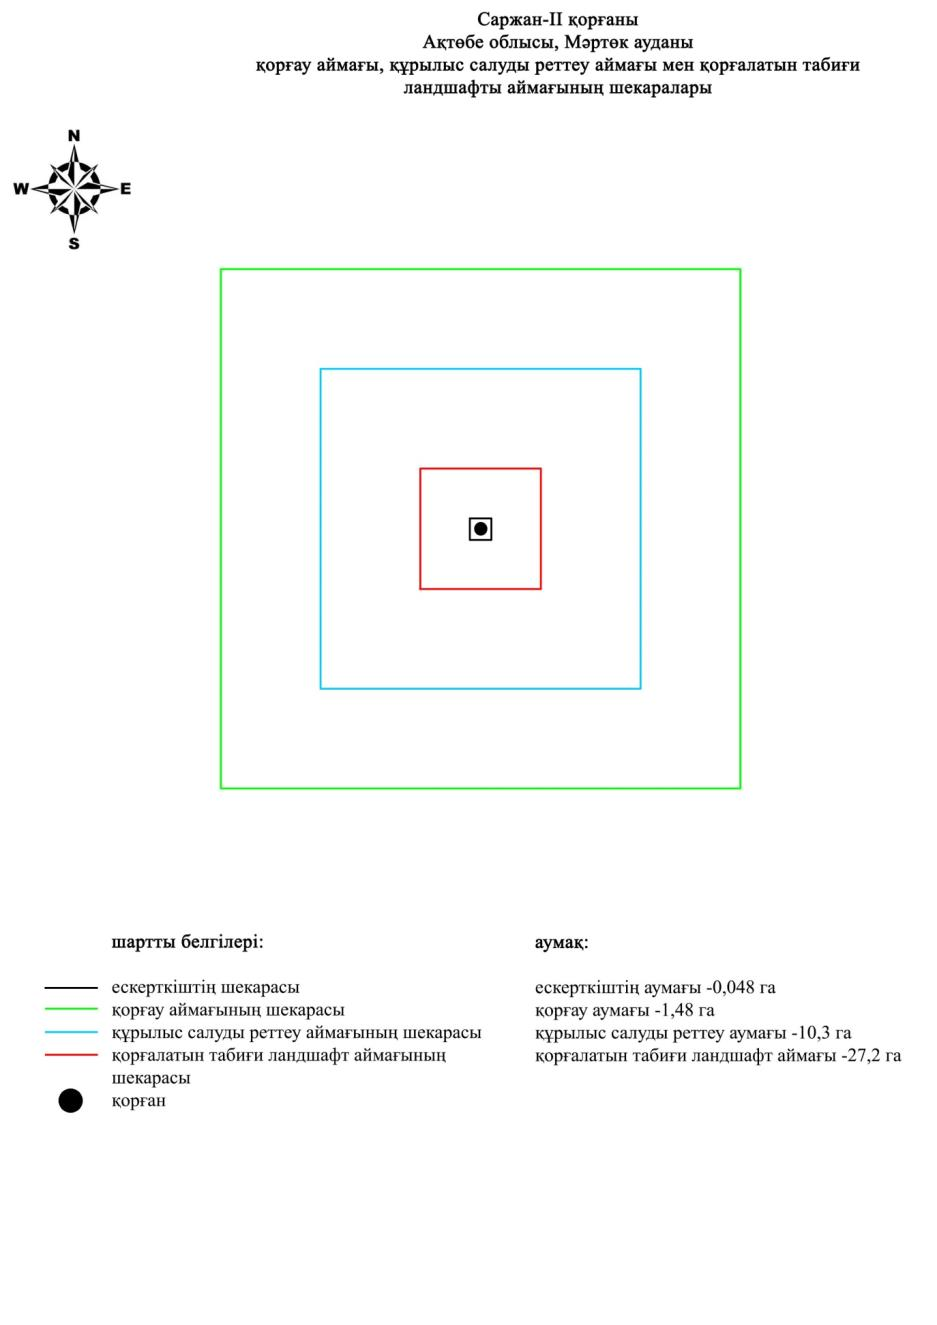 Саржан-II қорғаны
Ақтөбе облысы, Мәртөк ауданы
қорғау аймағы, құрылыс салуды реттеу аймағы мен қорғалатын табиғи
ландшафты аймағының шекаралары
N
W E
S
шартты белгілері:
аумақ:
ескерткіштің шекарасы
ескерткіштің аумағы -0,048 га
қорғау аймағының шекарасы
қорғау аумағы -1,48 га
құрылыс салуды реттеу аймағының шекарасы
құрылыс салуды реттеу аумағы -10,3 га
қорғалатын табиғи ландшафт аймағының
қорғалатын табиғи ландшафт аймағы -27,2 га
шекарасы
қорған